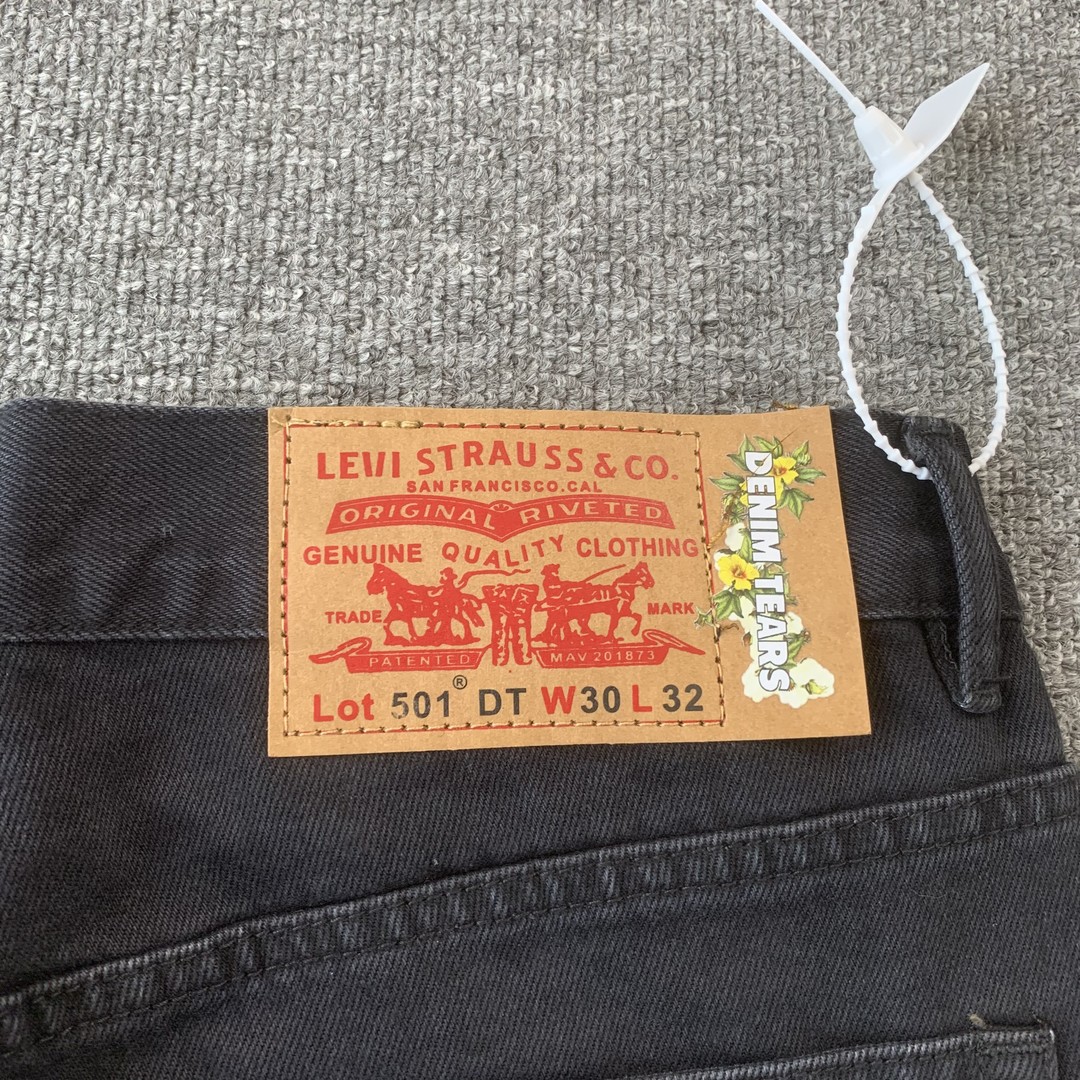 LEVI STRAUSS & CO.
SAN FRANCISCO.CAL
ORIGINAL RIVETED
GENUINE QUALITY CLOTHING
TRADE MARK
PATENTED MAV 201873
Lot 501® DT W30 L 32
DENIM TEARS